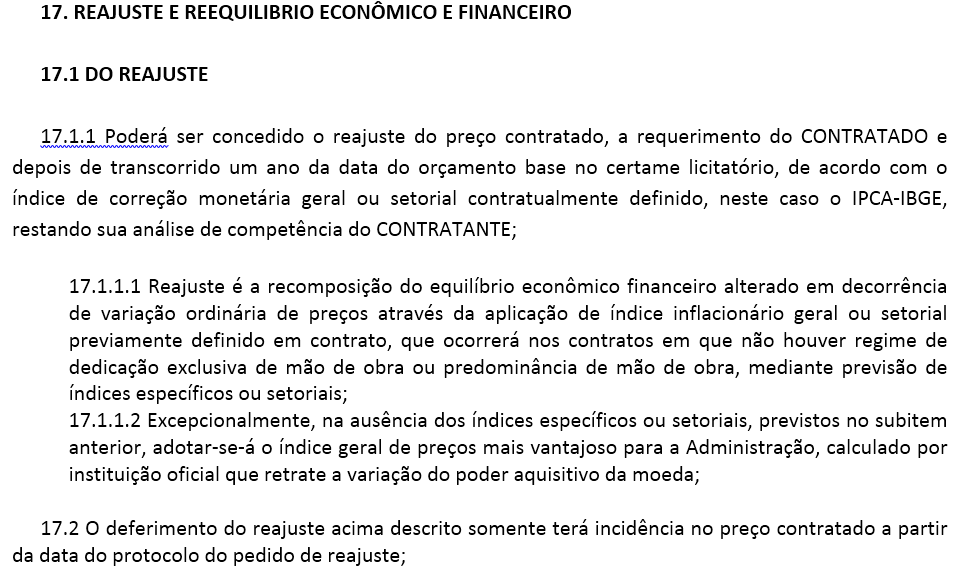 17. REAJUSTE E REEQUILIBRIO ECONÔMICO E FINANCEIRO
17.1 DO REAJUSTE
17.1.1 Poderá ser concedido o reajuste do preço contratado, a requerimento do CONTRATADO e
depois de transcorrido um ano da data do orçamento base no certame licitatório, de acordo com o
índice de correção monetária geral ou setorial contratualmente definido, neste caso o IPCA-IBGE,
restando sua análise de competência do CONTRATANTE;
17.1.1.1 Reajuste é a recomposição do equilíbrio econômico financeiro alterado em decorrência
de variação ordinária de preços através da aplicação de índice inflacionário geral ou setorial
previamente definido em contrato, que ocorrerá nos contratos em que não houver regime de
dedicação exclusiva de mão de obra ou predominância de mão de obra, mediante previsão de
índices específicos ou setoriais;
17.1.1.2 Excepcionalmente, na ausência dos índices específicos ou setoriais, previstos no subitem
anterior, adotar-se-á o índice geral de preços mais vantajoso para a Administração, calculado por
instituição oficial que retrate a variação do poder aquisitivo da moeda;
17.2 O deferimento do reajuste acima descrito somente terá incidência no preço contratado a partir
da data do protocolo do pedido de reajuste;